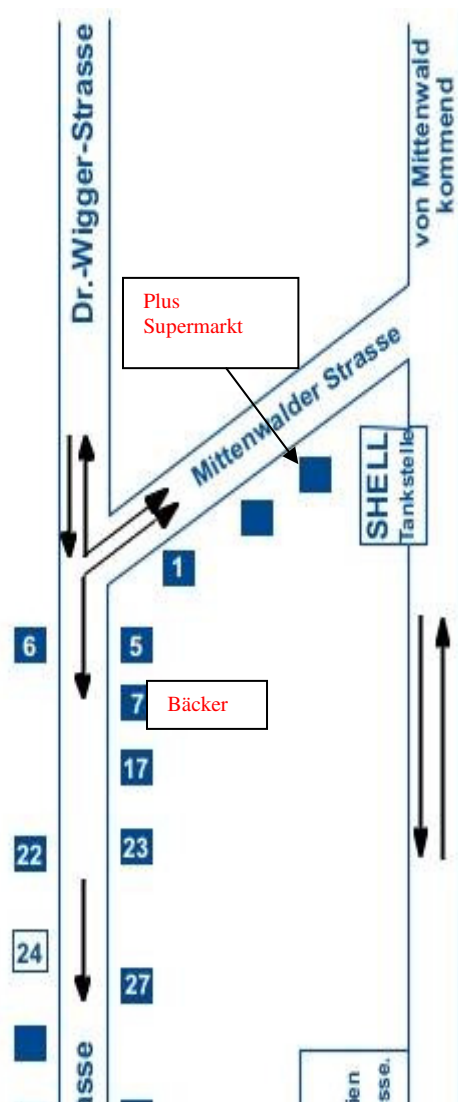 Dr.-Wigger-Strasse
von Mittenwald
kommend
Plus
Supermarkt
Mittenwalder Strasse
SHELL
Tankstelle
1
6
5
7
Bäcker
17
22
23
24
27